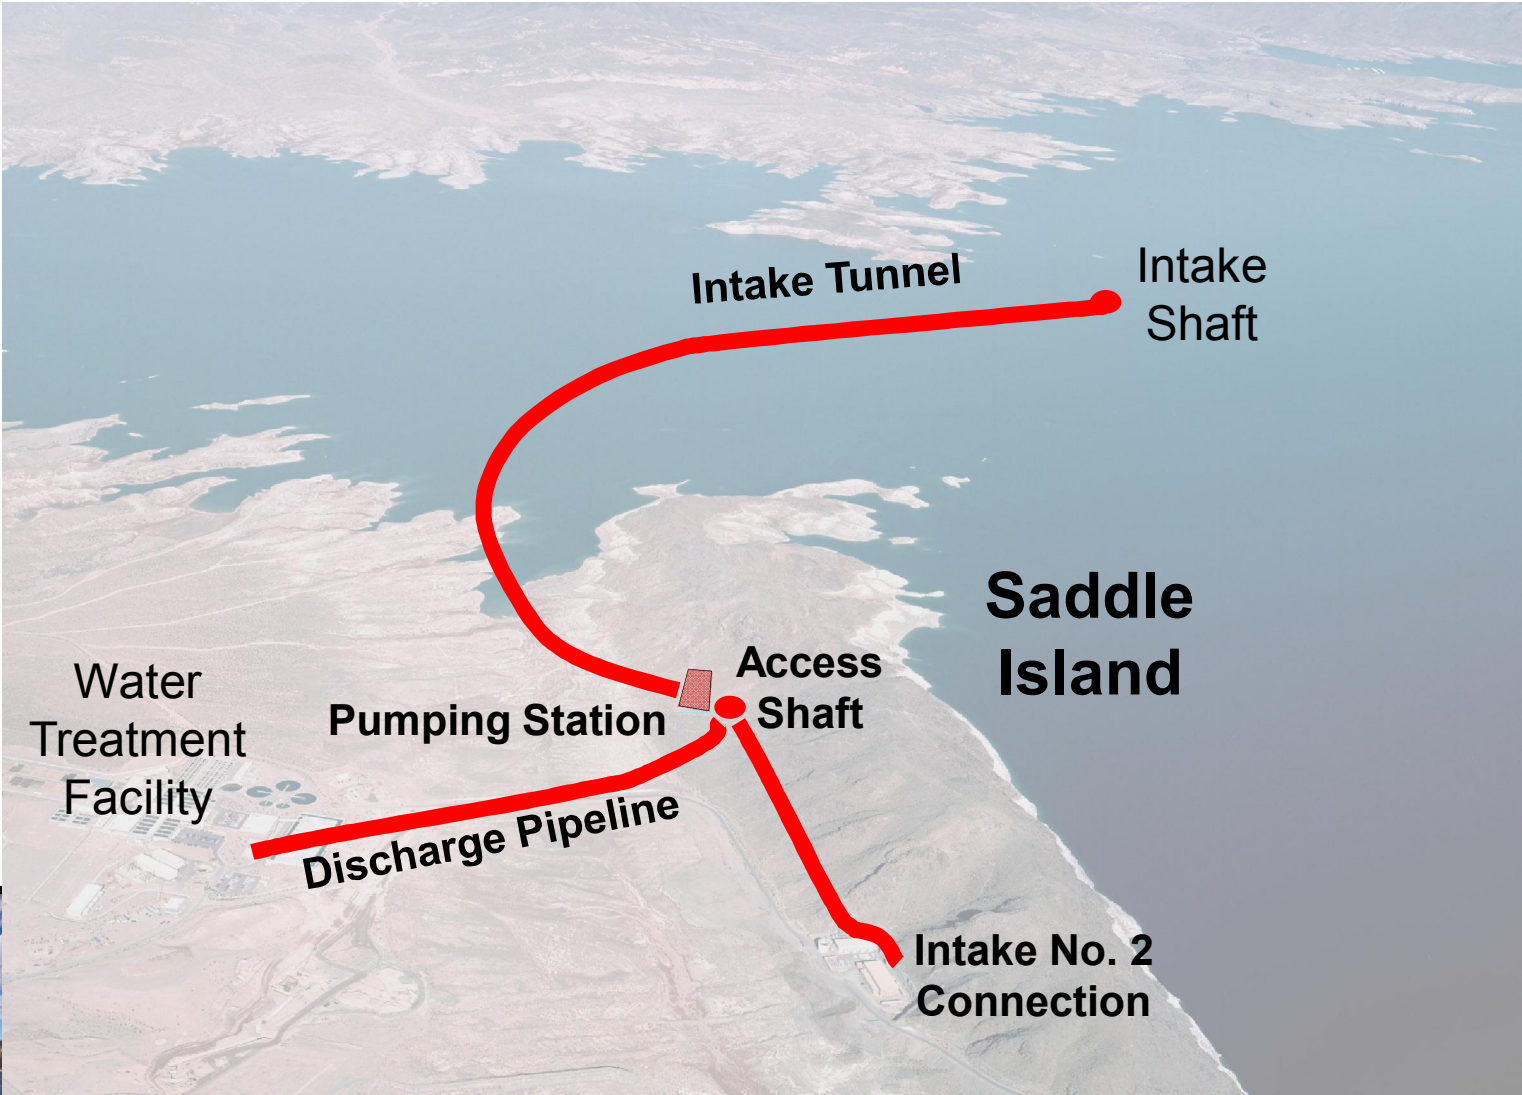 Intake Tunnel
Intake
Shaft
Saddle
Island
Access
Shaft
Water
Treatment
Facility
Pumping Station
Discharge Pipeline
Intake No. 2
Connection